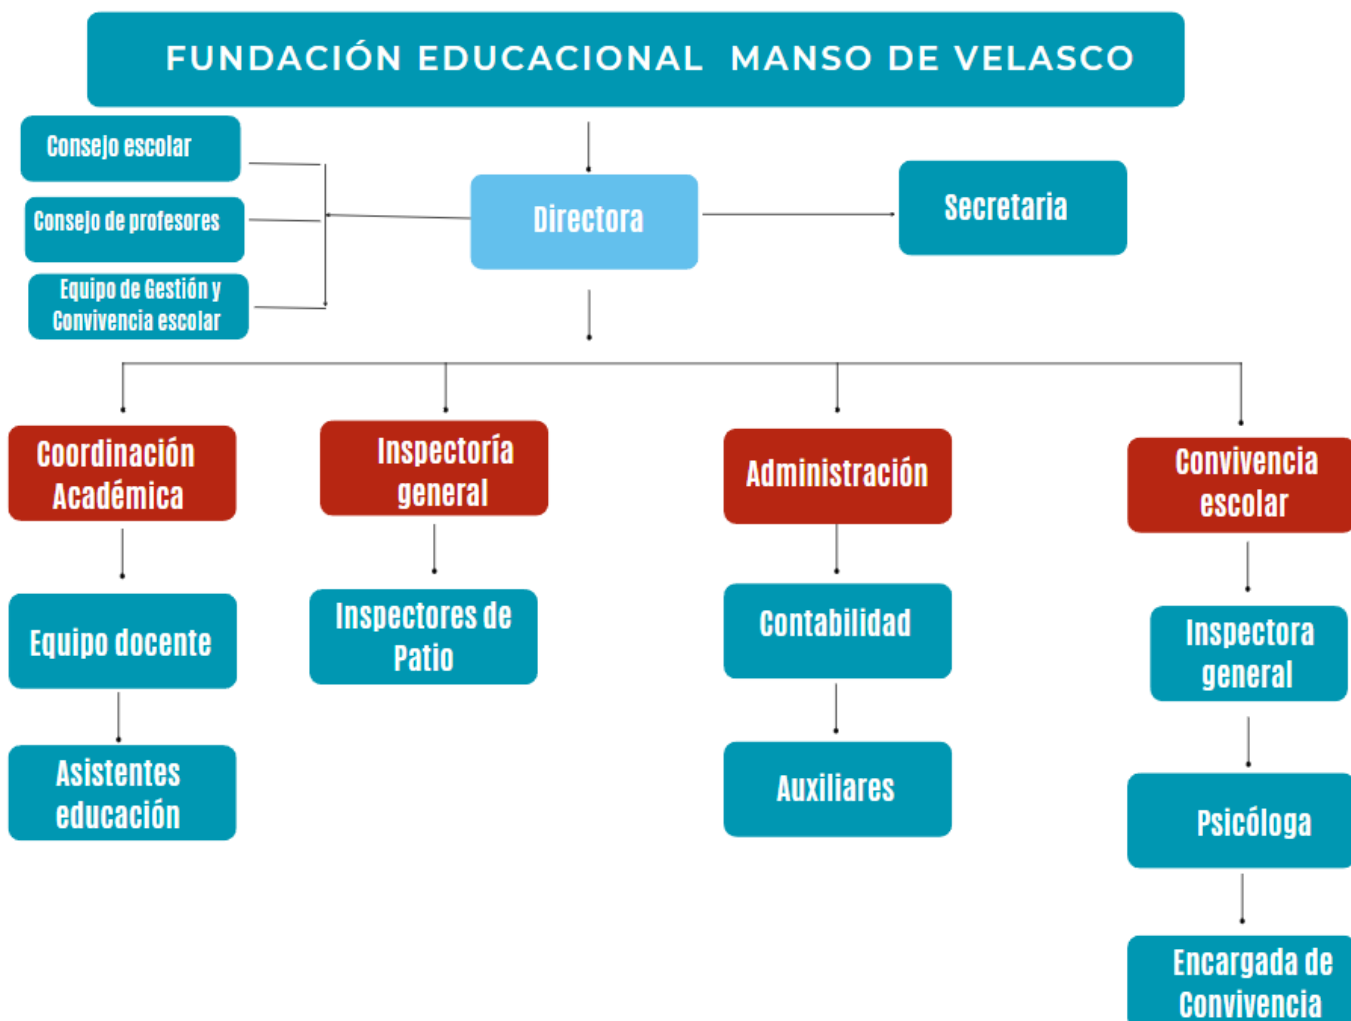 FUNDACIÓN EDUCACIONAL MANSO DE VELASCO
Consejo escolar
Consejo de profesores
Equipo de Gestión y
Convivencia escolar
Directora
Secretaria
Coordinación
Académica
Inspectoría
general
Administración
Convivencia
escolar
Equipo docente
Inspectores de
Patio
Contabilidad
Inspectora
general
Asistentes
educación
Auxiliares
Psicóloga
Encargada de
Convivencia